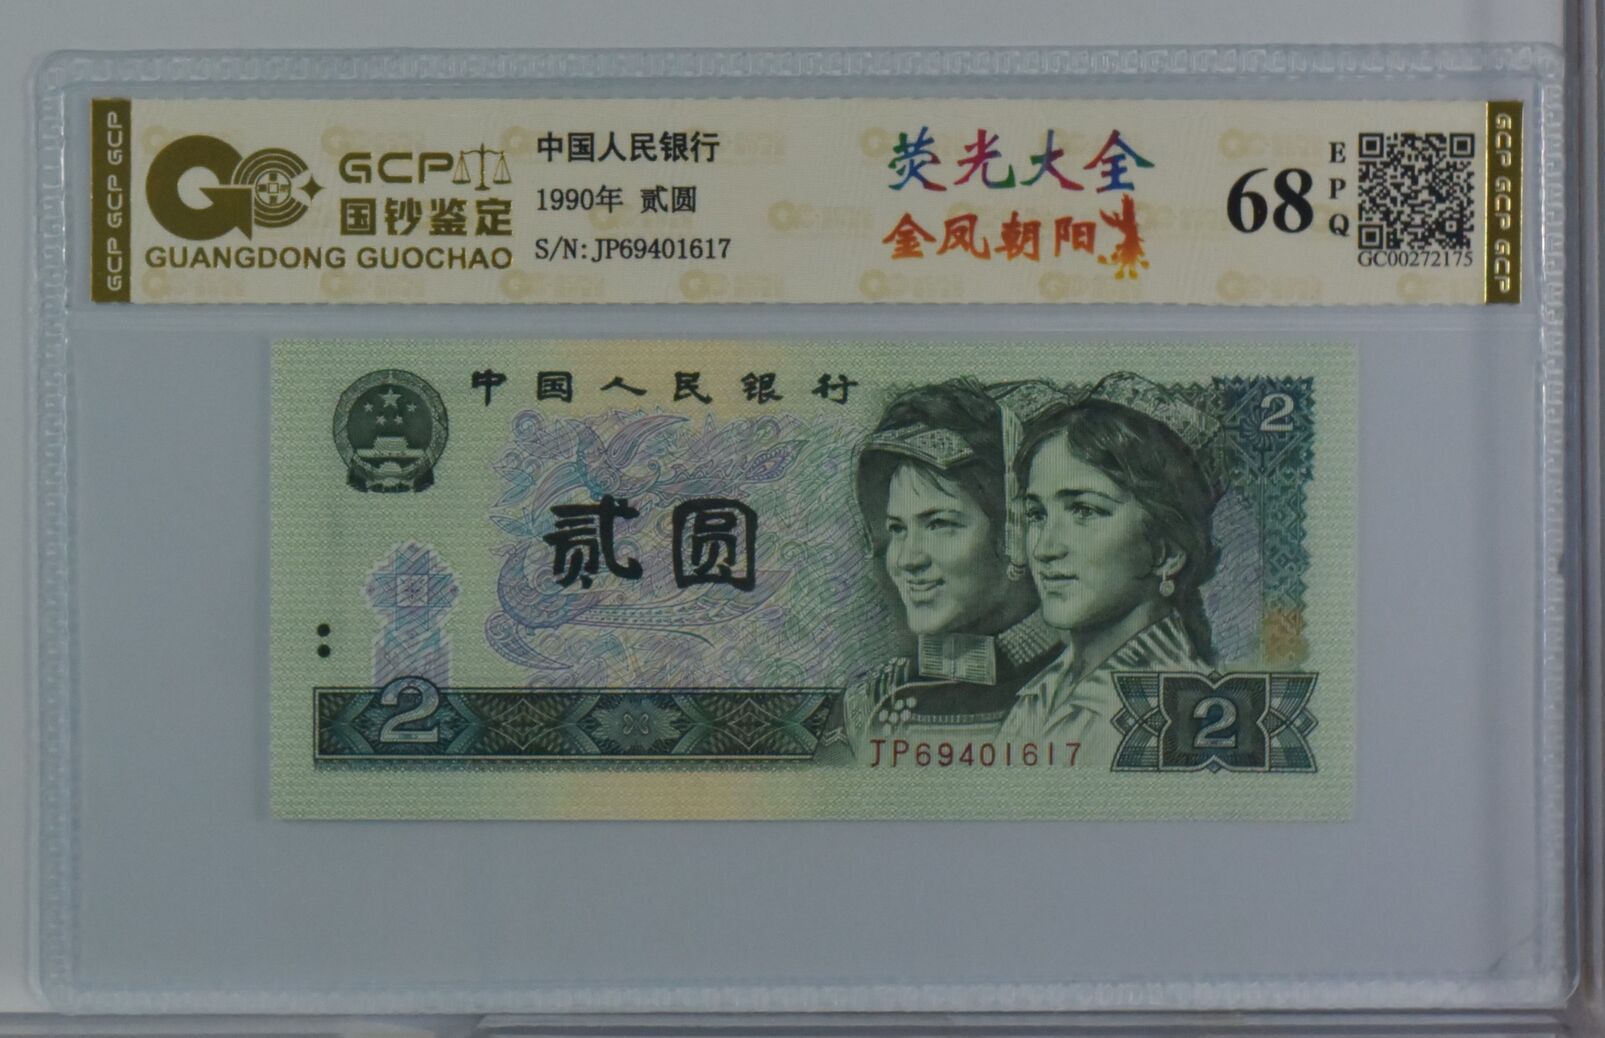 GCP GCP GCP
GCP
国钞鉴定
GUANGDONG GUOCHAO
中国人民银行
1990年 贰圆
S/N:JP69401617
荧光大全
金凤朝阳
68
EPQ
GC00272175
GCP GCP GCP
中国人民银行
2
贰圆
2
2
JP69401617